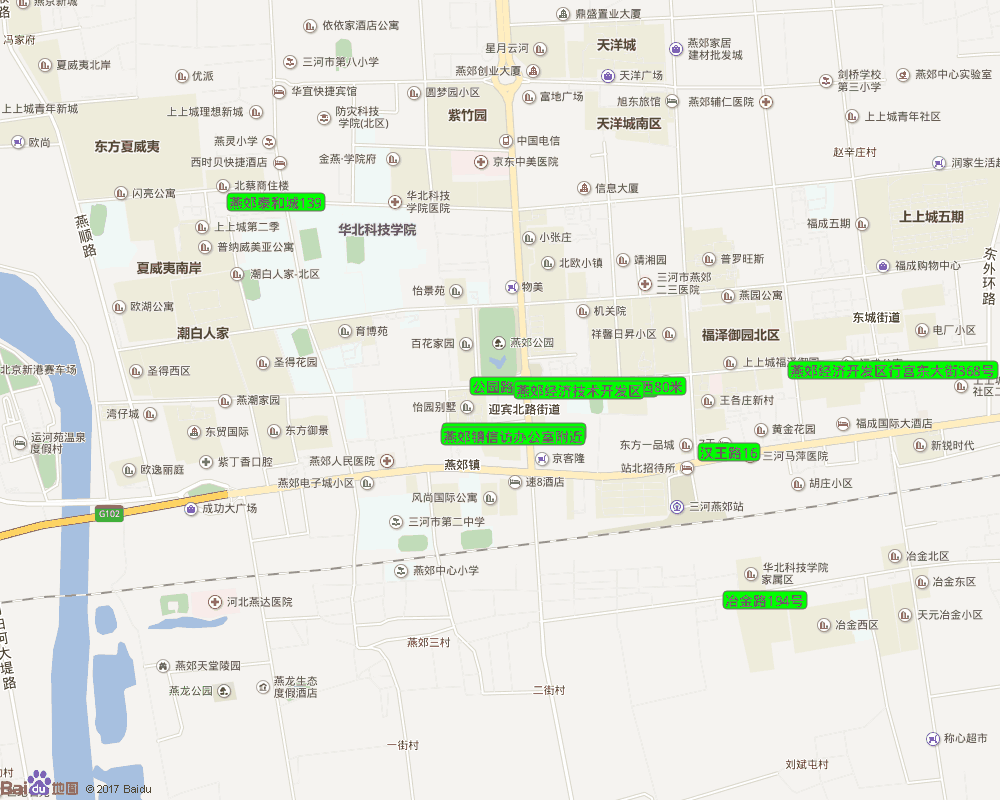 燕京新城
路
冯家府
夏威夷北岸
依依家酒店公寓
三河市第八小学
优派
鼎盛置业大厦
星月云河
天洋城
燕郊家居
建材批发城
燕郊创业大厦
天洋广场
剑桥学校
第三小学
燕郊中心实验室
上上城青年新城
上上城理想新城
华宜快捷宾馆
圆梦园小区
防灾科技
学院(北区)
紫竹园
富地广场
旭东旅馆
燕郊辅仁医院
天洋城南区
上上城青年社区
欧尚
东方夏威夷
燕灵小学
西时贝快捷酒店
金燕·学院府
中国电信
京东中美医院
赵辛庄村
润家生活超
闪亮公寓
北蔡商住楼
燕郊泰和城139
华北科技
学院医院
信息大厦
上上城五期
燕顺路
上上城第二季
普纳威美亚公寓
华北科技学院
小张庄
福成五期
夏威夷南岸
潮白人家-北区
北欧小镇
靖湘园
普罗旺斯
三河市燕郊
二三医院
福成购物中心
东外环路
欧湖公寓
怡景苑
物美
燕园公寓
机关院
东城街道
潮白人家
育博苑
百花家园
燕郊公园
祥馨日昇小区
福泽御园北区
电厂小区
北京新港赛车场
圣得西区
圣得花园
上上城福泽御园
燕郊经济开发区行宫东大街368号
公园路
燕郊经济技术开发区
西80米
上上城
社区二
燕潮家园
湾仔城
怡园别墅
迎宾北路街道
王各庄新村
福成国际大酒店
运河苑温泉
度假村
东贸国际
东方御景
燕郊镇信访办公室附近
东方一品城
黄金花园
汉王路16
三河马萍医院
新锐时代
欧逸丽庭
紫丁香口腔
燕郊人民医院
燕郊镇
京客隆
站北招待所
燕郊电子城小区
速8酒店
胡庄小区
G102
成功大广场
风尚国际公寓
三河燕郊站
三河市第二中学
燕郊中心小学
华北科技学院
家属区
冶金北区
冶金东区
河北燕达医院
冶金路194号
天元冶金小区
冶金西区
白河大堤路
燕郊三村
燕郊天堂陵园
燕龙公园
燕龙生态
度假酒店
二街村
一街村
称心超市
刘斌屯村
Baidu地图
© 2017 Baidu